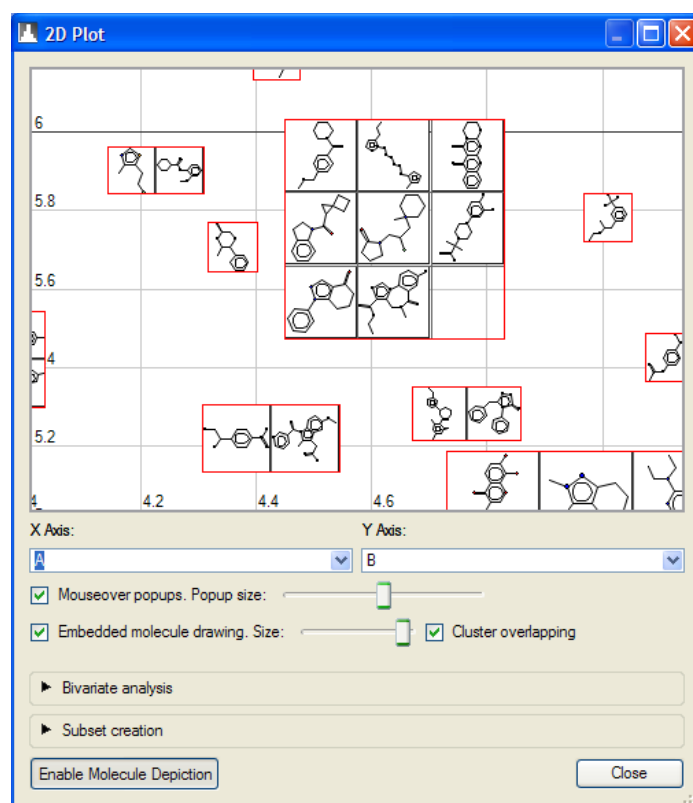 2D Plot
6
5.8
5.6
4
5.2
4_ 4.2 4.4 4.6
X Axis: Y Axis:
A B
Mouseover popups. Popup size:
Embedded molecule drawing. Size: Cluster overlapping
Bivariate analysis
Subset creation
Enable Molecule Depiction Close